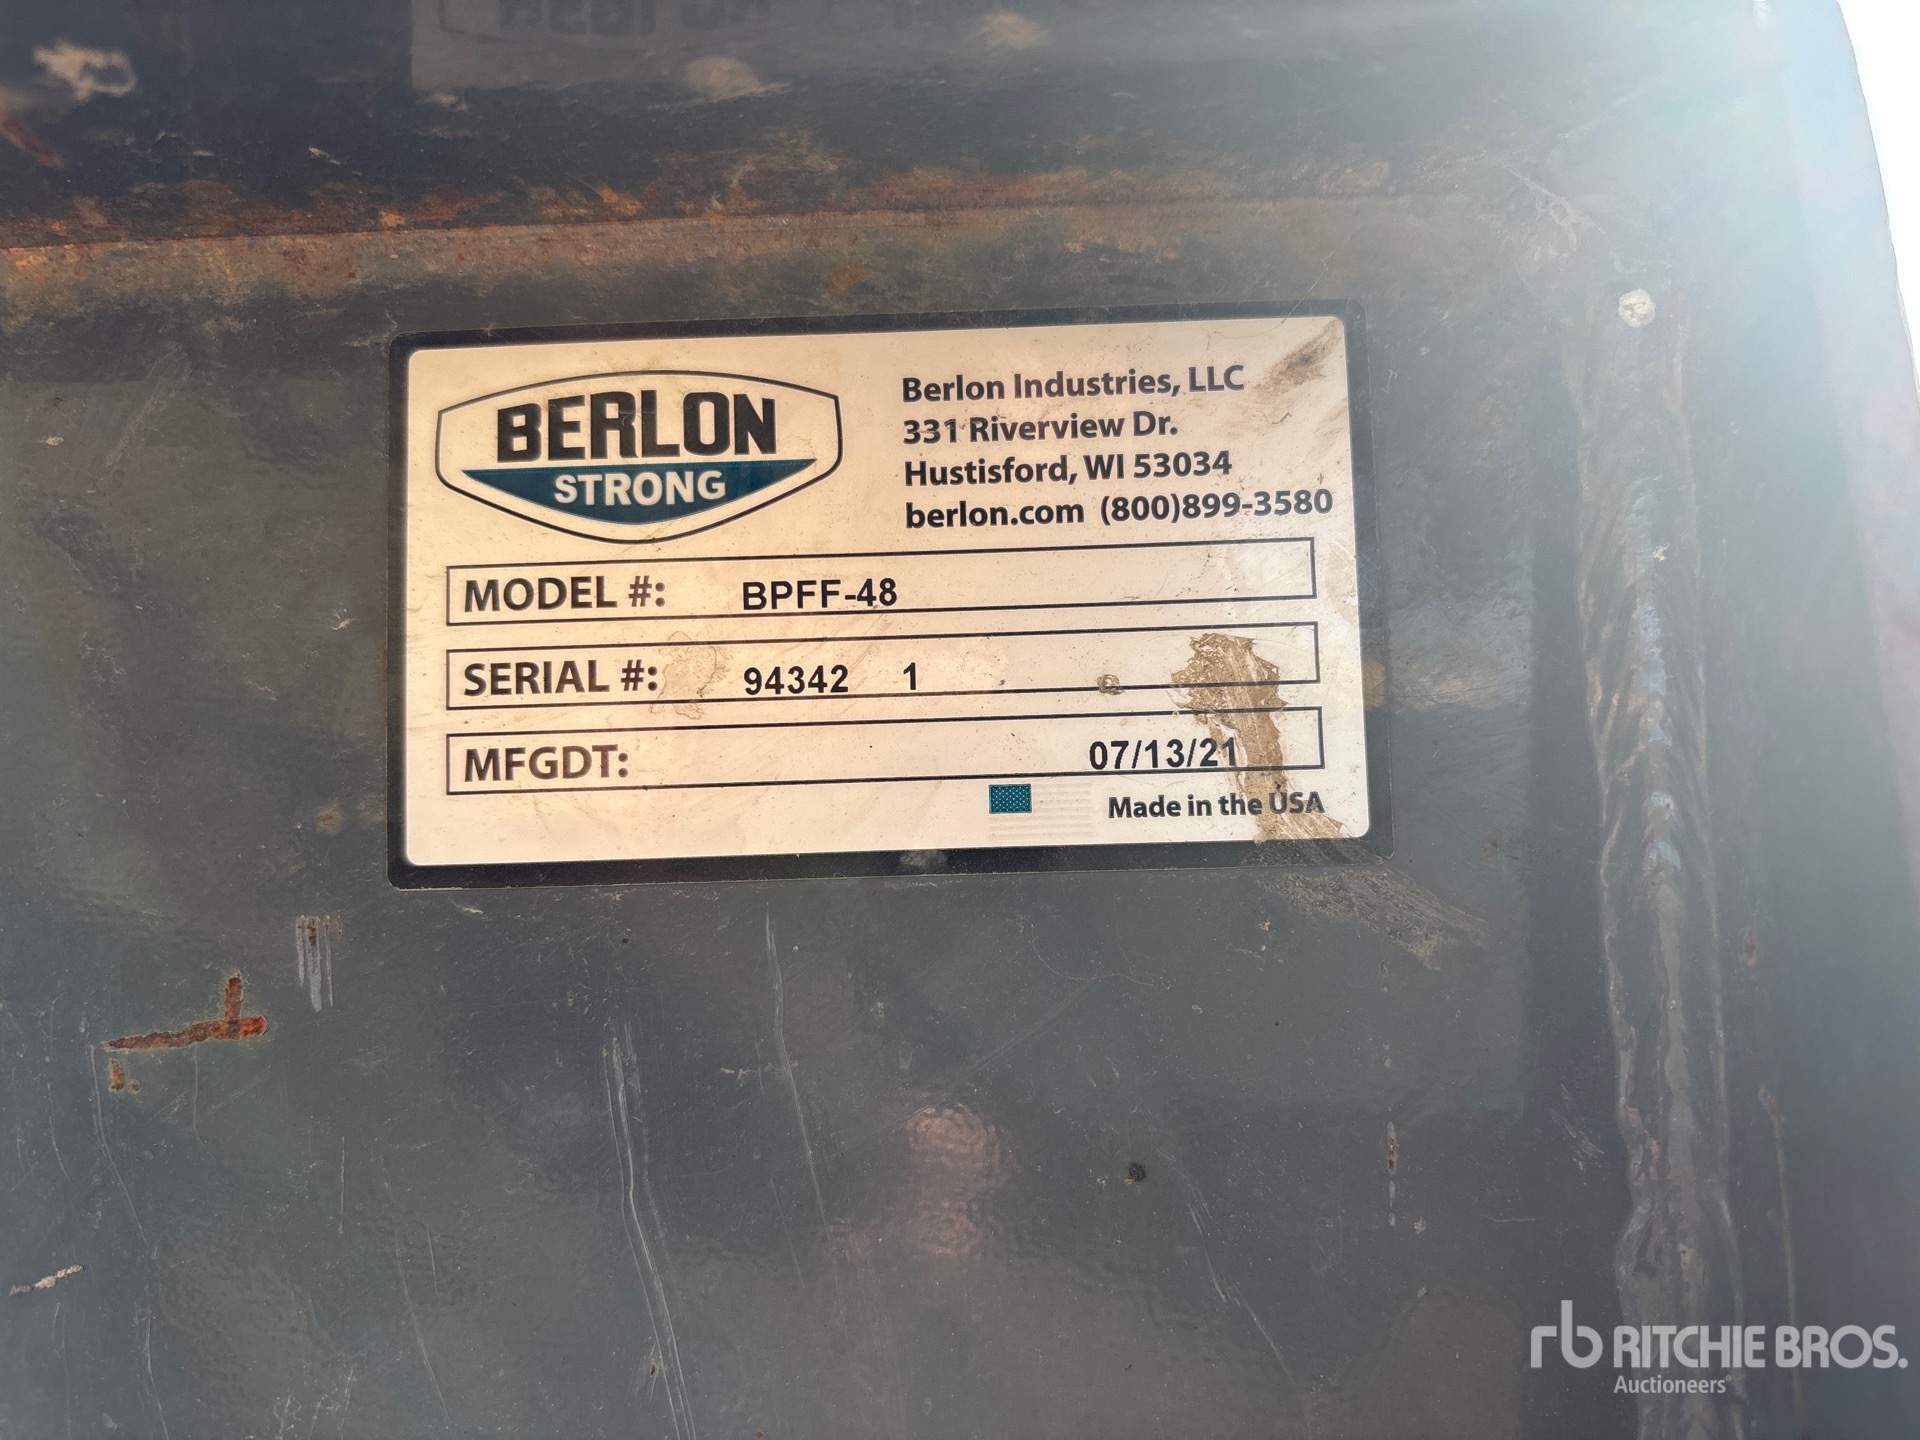 BERLON
STRONG
Berlon Industries, LLC
331 Riverview Dr.
Hustisford, WI 53034
berlon.com (800)899-3580
MODEL #: BPFF-48
SERIAL #: 94342 1
MFGDT: 07/13/21
Made in the USA
rb RITCHIE BROS.
Auctioneers